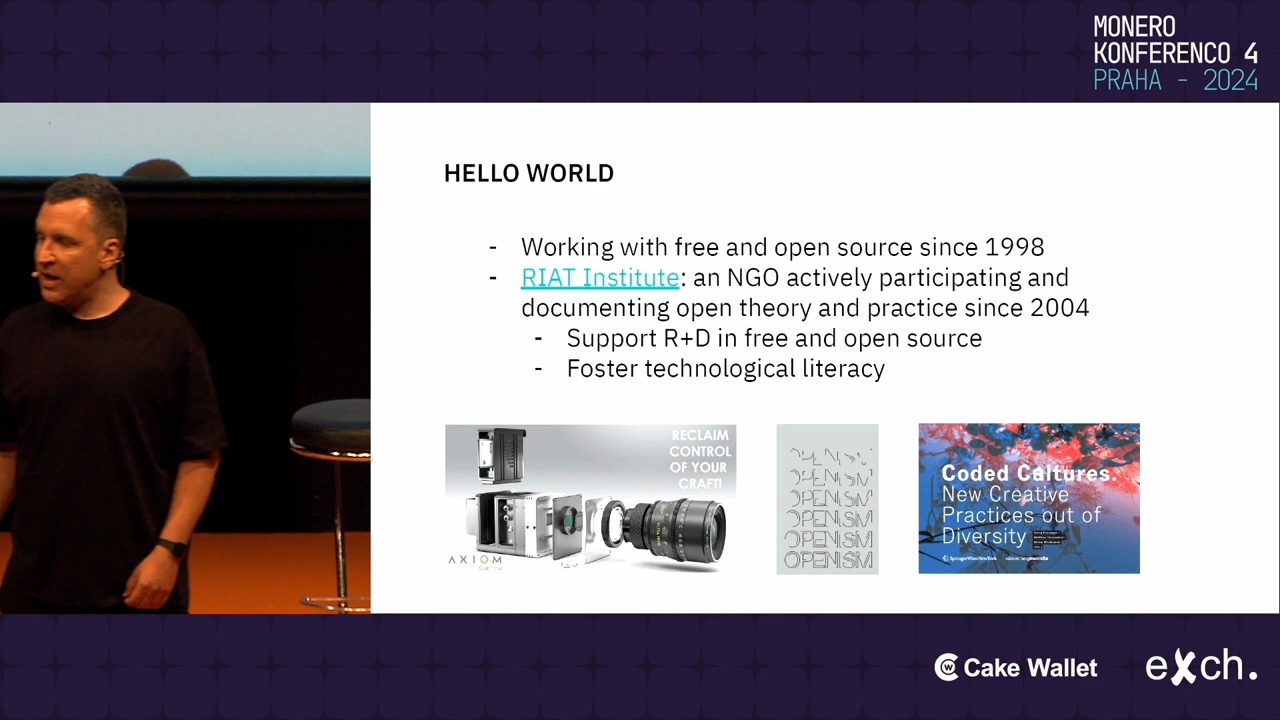 MONERO
KONFERENCO 4
PRAHA - 2024
HELLO WORLD
- Working with free and open source since 1998
- RIAT Institute: an NGO actively participating and
documenting open theory and practice since 2004
- Support R+D in free and open source
- Foster technological literacy
RECLAIM
CONTROL
OF YOUR
CRAFT!
AXIOM
OPENISM
OPENISM
OPENISM
OPENISM
OPENISM
OPENISM
Coded Cultures.
New Creative
Practices out of
Diversity
SpringerWienNewYork
Cake Wallet
eXch.